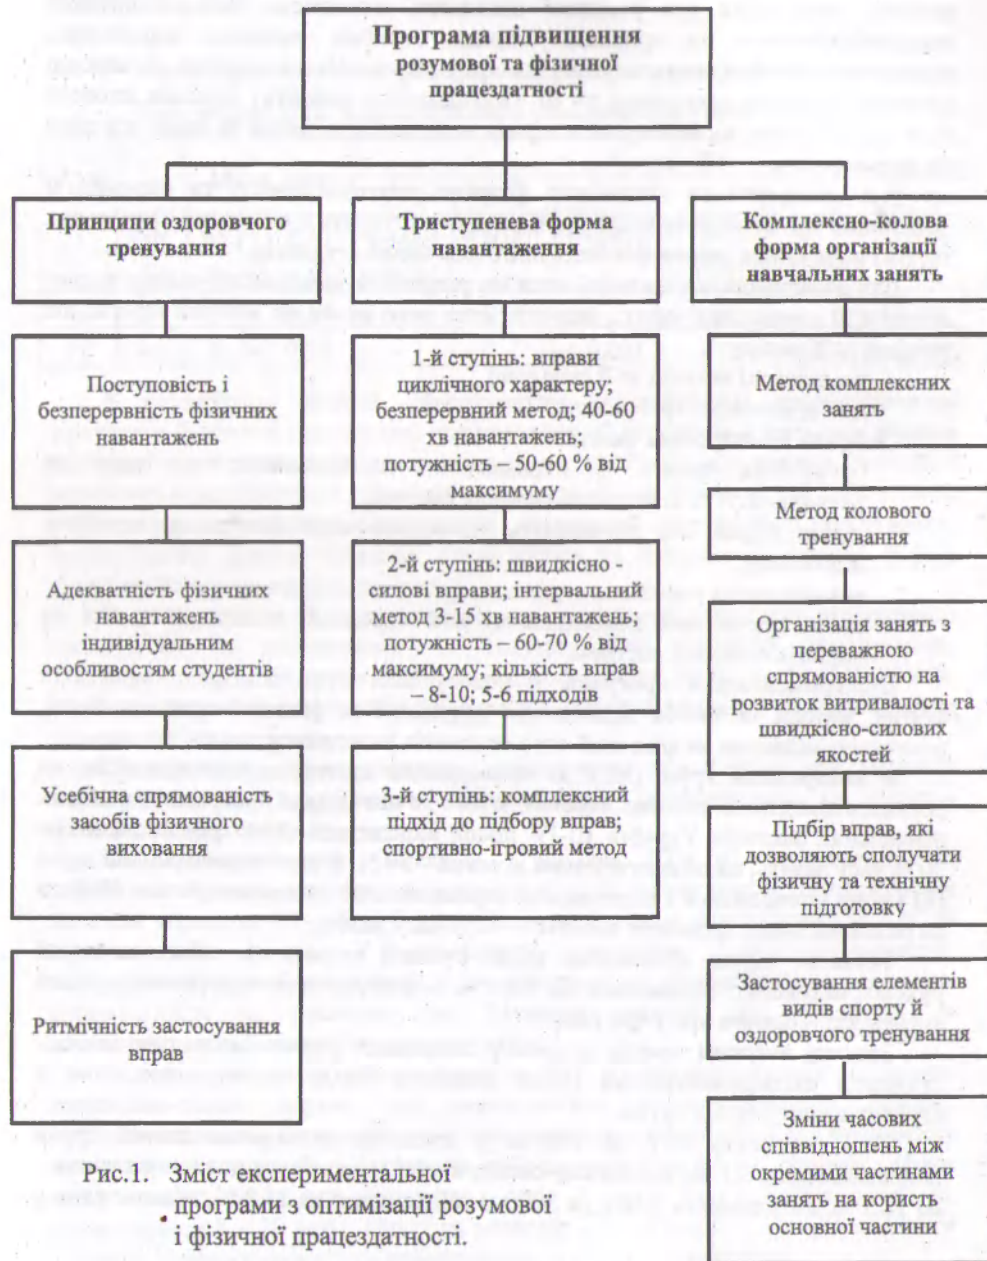 Програма підвищення
розумової та фізичної
працездатності
Принципи оздоровчого
тренування
Поступовість і
безперервність фізичних
навантажень
Адекватність фізичних
навантажень
індивідуальним
особливостям студентів
Усебічна спрямованість
засобів фізичного
виховання
Ритмічність застосування
вправ
Триступенева форма
навантаження
1-й ступінь: вправи
циклічного характеру;
безперервний метод; 40-60
хв навантажень;
потужність – 50-60 % від
максимуму
2-й ступінь: швидкісно -
силові вправи; інтервальний
метод 3-15 хв навантажень;
потужність – 60-70 % від
максимуму; кількість вправ
– 8-10; 5-6 підходів
3-й ступінь: комплексний
підхід до підбору вправ;
спортивно-ігровий метод
Комплексно-колова
форма організації
навчальних занять
Метод комплексних
занять
Метод колового
тренування
Організація занять з
переважною
спрямованістю на
розвиток витривалості та
швидкісно-силових
якостей
Підбір вправ, які
дозволяють сполучати
фізичну та технічну
підготовку
Застосування елементів
видів спорту й
оздоровчого тренування
Зміни часових
співвідношень між
окремими частинами
занять на користь
основної частини
Рис.1. Зміст експериментальної
програми з оптимізації розумової
і фізичної працездатності.